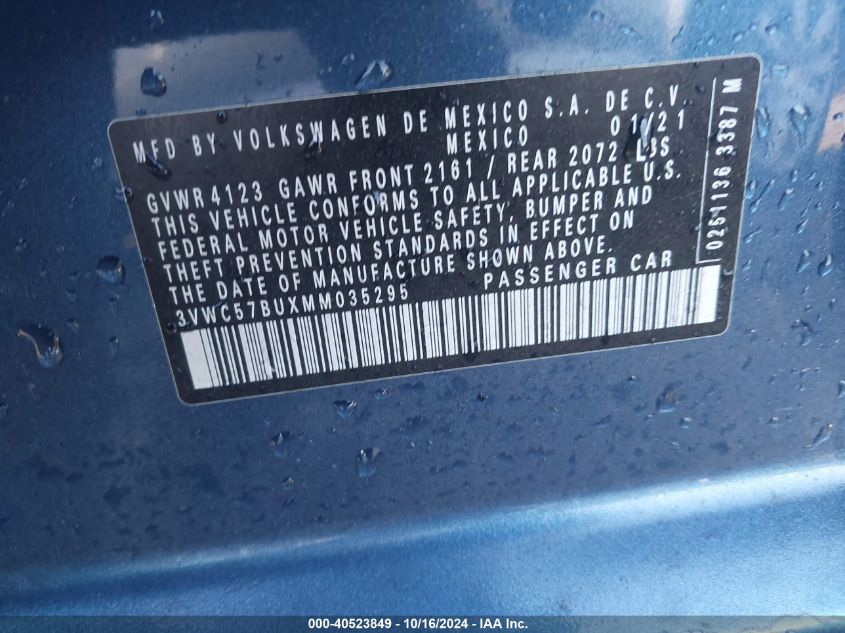 MFD BY VOLKSWAGEN DE MEXICO S.A. DE C.V.
MEXICO 01/21
GVWR 4123 GAWR FRONT 2161 / REAR 2072 LBS
THIS VEHICLE CONFORMS TO ALL APPLICABLE U.S.
FEDERAL MOTOR VEHICLE SAFETY, BUMPER AND
THEFT PREVENTION STANDARDS IN EFFECT ON
THE DATE OF MANUFACTURE SHOWN ABOVE.
3VWC57BUXMM035295 PASSENGER CAR
0261136 3387 M
000-40523849 - 10/16/2024 - IAA Inc.